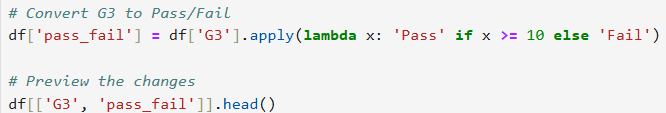 # Convert G3 to Pass/Fail
df['pass_fail'] = df['G3'].apply(lambda x: 'Pass' if x >= 10 else 'Fail')
# Preview the changes
df[['G3', 'pass_fail']].head()